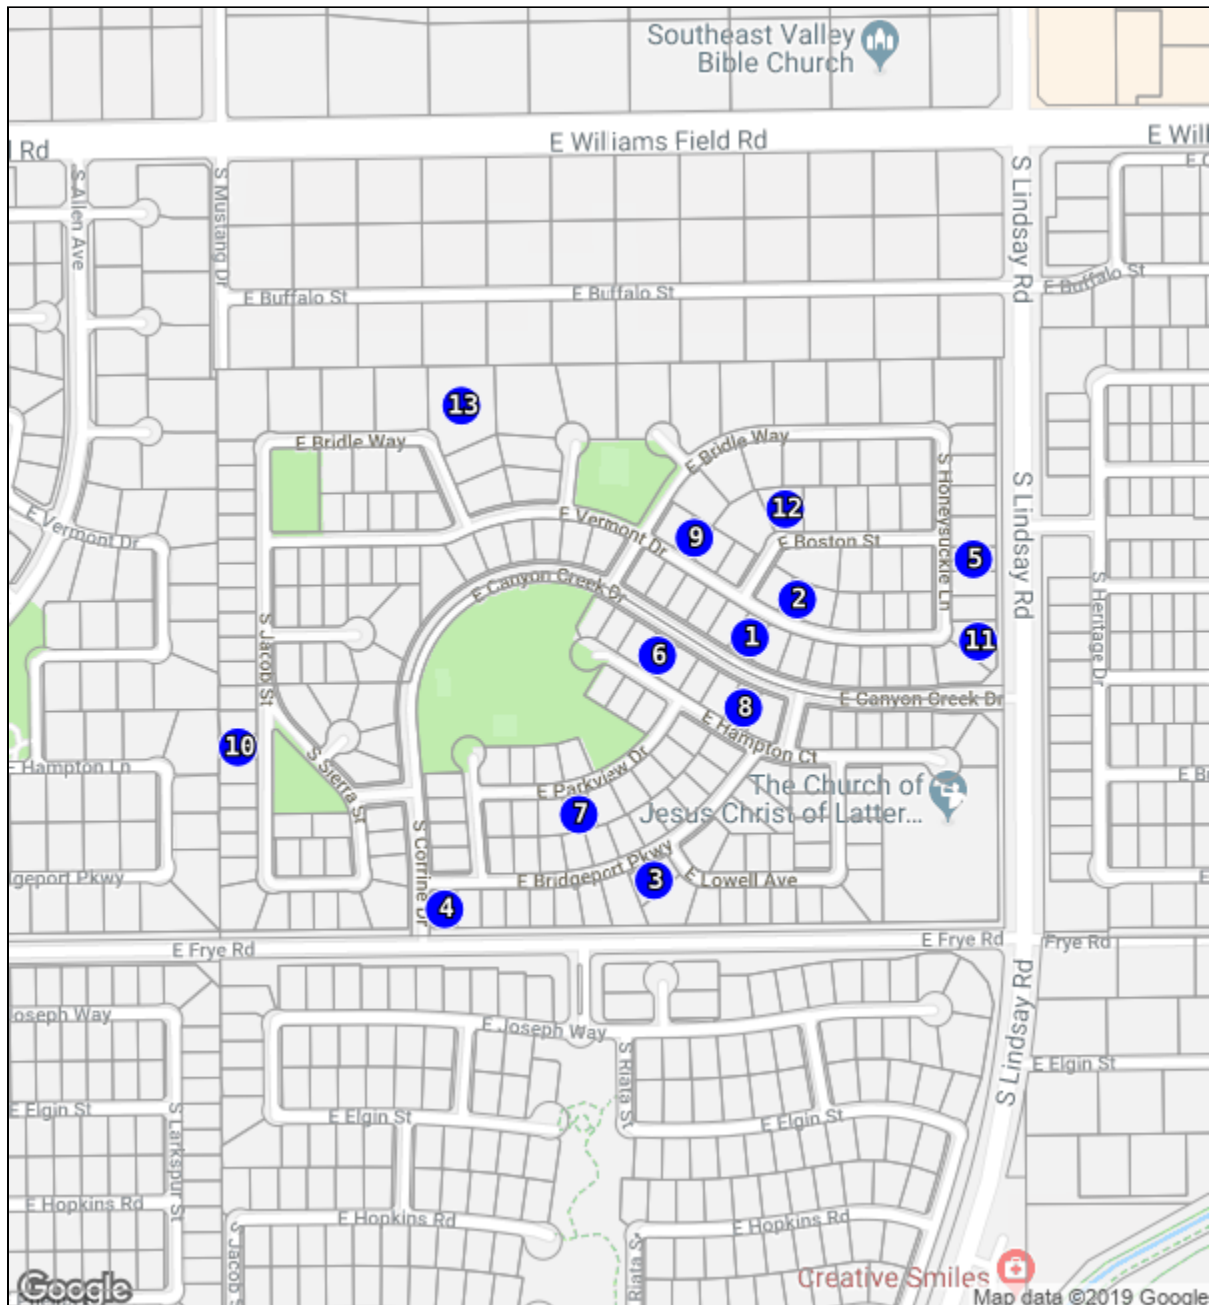 Southeast Valley
Bible Church
E Williams Field Rd
E Will
l Rd
S Allen Ave
S Mustang Dr
S Lindsay Rd
E Buffalo St
E Buffalo St
E Buffalo St
13
E Bridle Way
E Bridle Way
S Honeysuckle Ln
S Lindsay Rd
12
E Vermont Dr
E Vermont Dr
9
E Boston St
5
E Canyon Creek Dr
2
S Heritage Dr
S Jacob St
1
11
6
E Canyon Creek Dr
8
E Hampton Ct
10
S Sierra St
E Hampton Ln
E Parkview Dr
The Church of
Jesus Christ of Latter...
7
S Corrine Dr
E Bridgeport Pkwy
geport Pkwy
3
E Lowell Ave
4
E Frye Rd
E Frye Rd
Frye Rd
S Lindsay Rd
Joseph Way
E Joseph Way
S Riata St
E Elgin St
E Elgin St
E Elgin St
E Elgin St
S Larkspur St
E Hopkins Rd
E Hopkins Rd
E Hopkins Rd
S Jacob S
Riata S
Creative Smiles
Google
Map data ©2019 Google